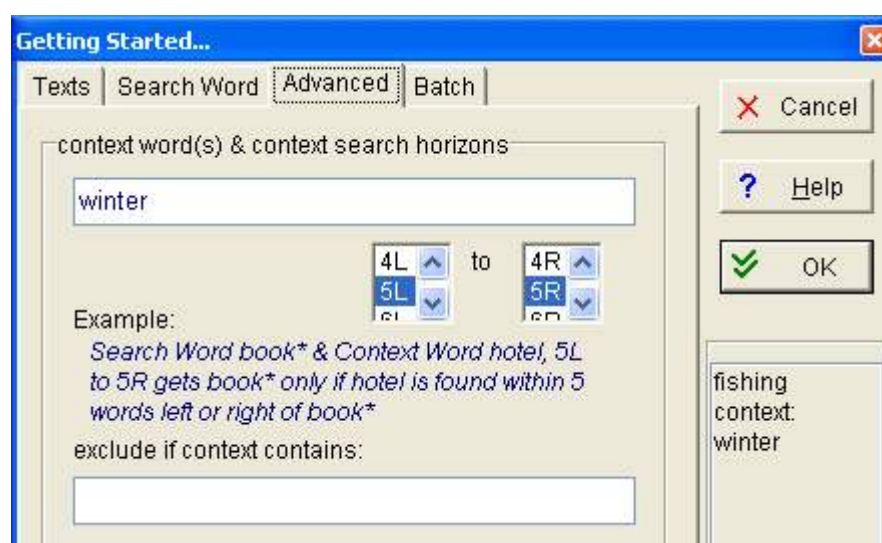 Getting Started...
Texts Search Word Advanced Batch
Cancel
context word(s) & context search horizons
winter
? Help
4L to 4R
5L 5R
OK
Example:
Search Word book* & Context Word hotel, 5L
to 5R gets book* only if hotel is found within 5
words left or right of book*
exclude if context contains:
fishing
context:
winter